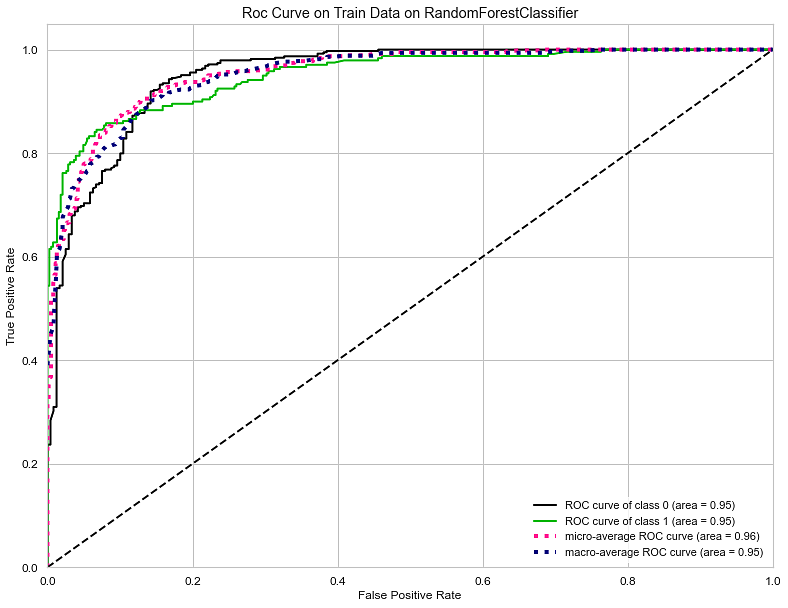 Roc Curve on Train Data on RandomForestClassifier
1.0
0.8
0.6
0.4
0.2
0.0
True Positive Rate
0.0
0.2
0.4
0.6
0.8
1.0
False Positive Rate
ROC curve of class 0 (area = 0.95)
ROC curve of class 1 (area = 0.95)
micro-average ROC curve (area = 0.96)
macro-average ROC curve (area = 0.95)